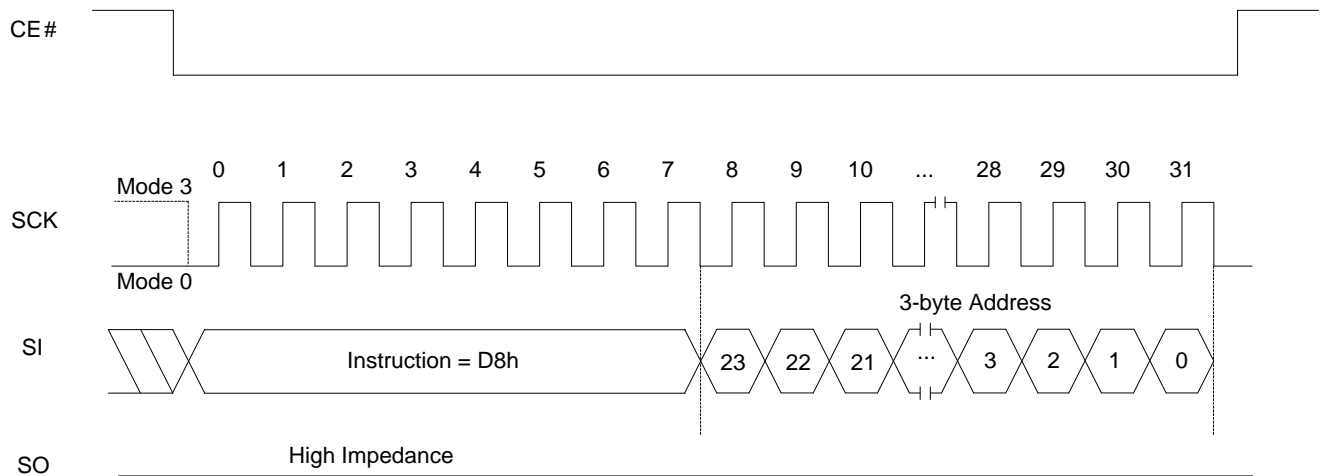 CE#
0 1 2 3 4 5 6 7 8 9 10 ... 28 29 30 31
Mode 3
SCK
Mode 0
3-byte Address
SI
Instruction = D8h
23 22 21 ... 3 2 1 0
High Impedance
SO